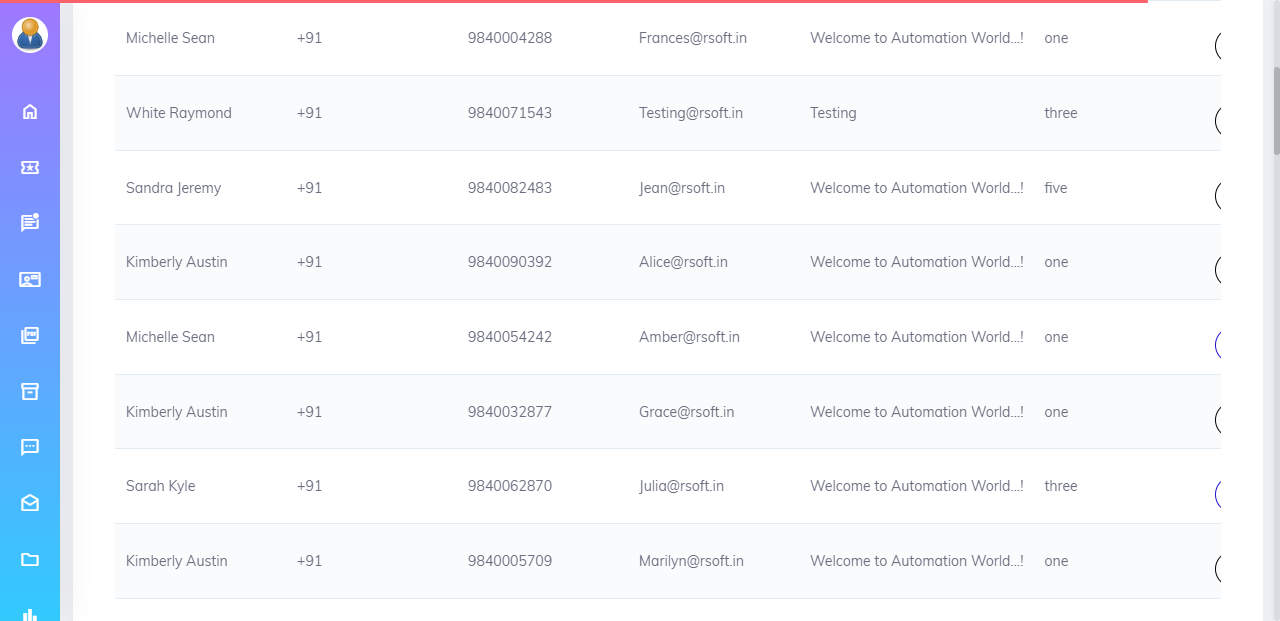 Michelle Sean +91 9840004288 Frances@rsoft.in Welcome to Automation World...! one
White Raymond +91 9840071543 Testing@rsoft.in Testing three
Sandra Jeremy +91 9840082483 Jean@rsoft.in Welcome to Automation World...! five
Kimberly Austin +91 9840090392 Alice@rsoft.in Welcome to Automation World...! one
Michelle Sean +91 9840054242 Amber@rsoft.in Welcome to Automation World...! one
Kimberly Austin +91 9840032877 Grace@rsoft.in Welcome to Automation World...! one
Sarah Kyle +91 9840062870 Julia@rsoft.in Welcome to Automation World...! three
Kimberly Austin +91 9840005709 Marilyn@rsoft.in Welcome to Automation World...! one